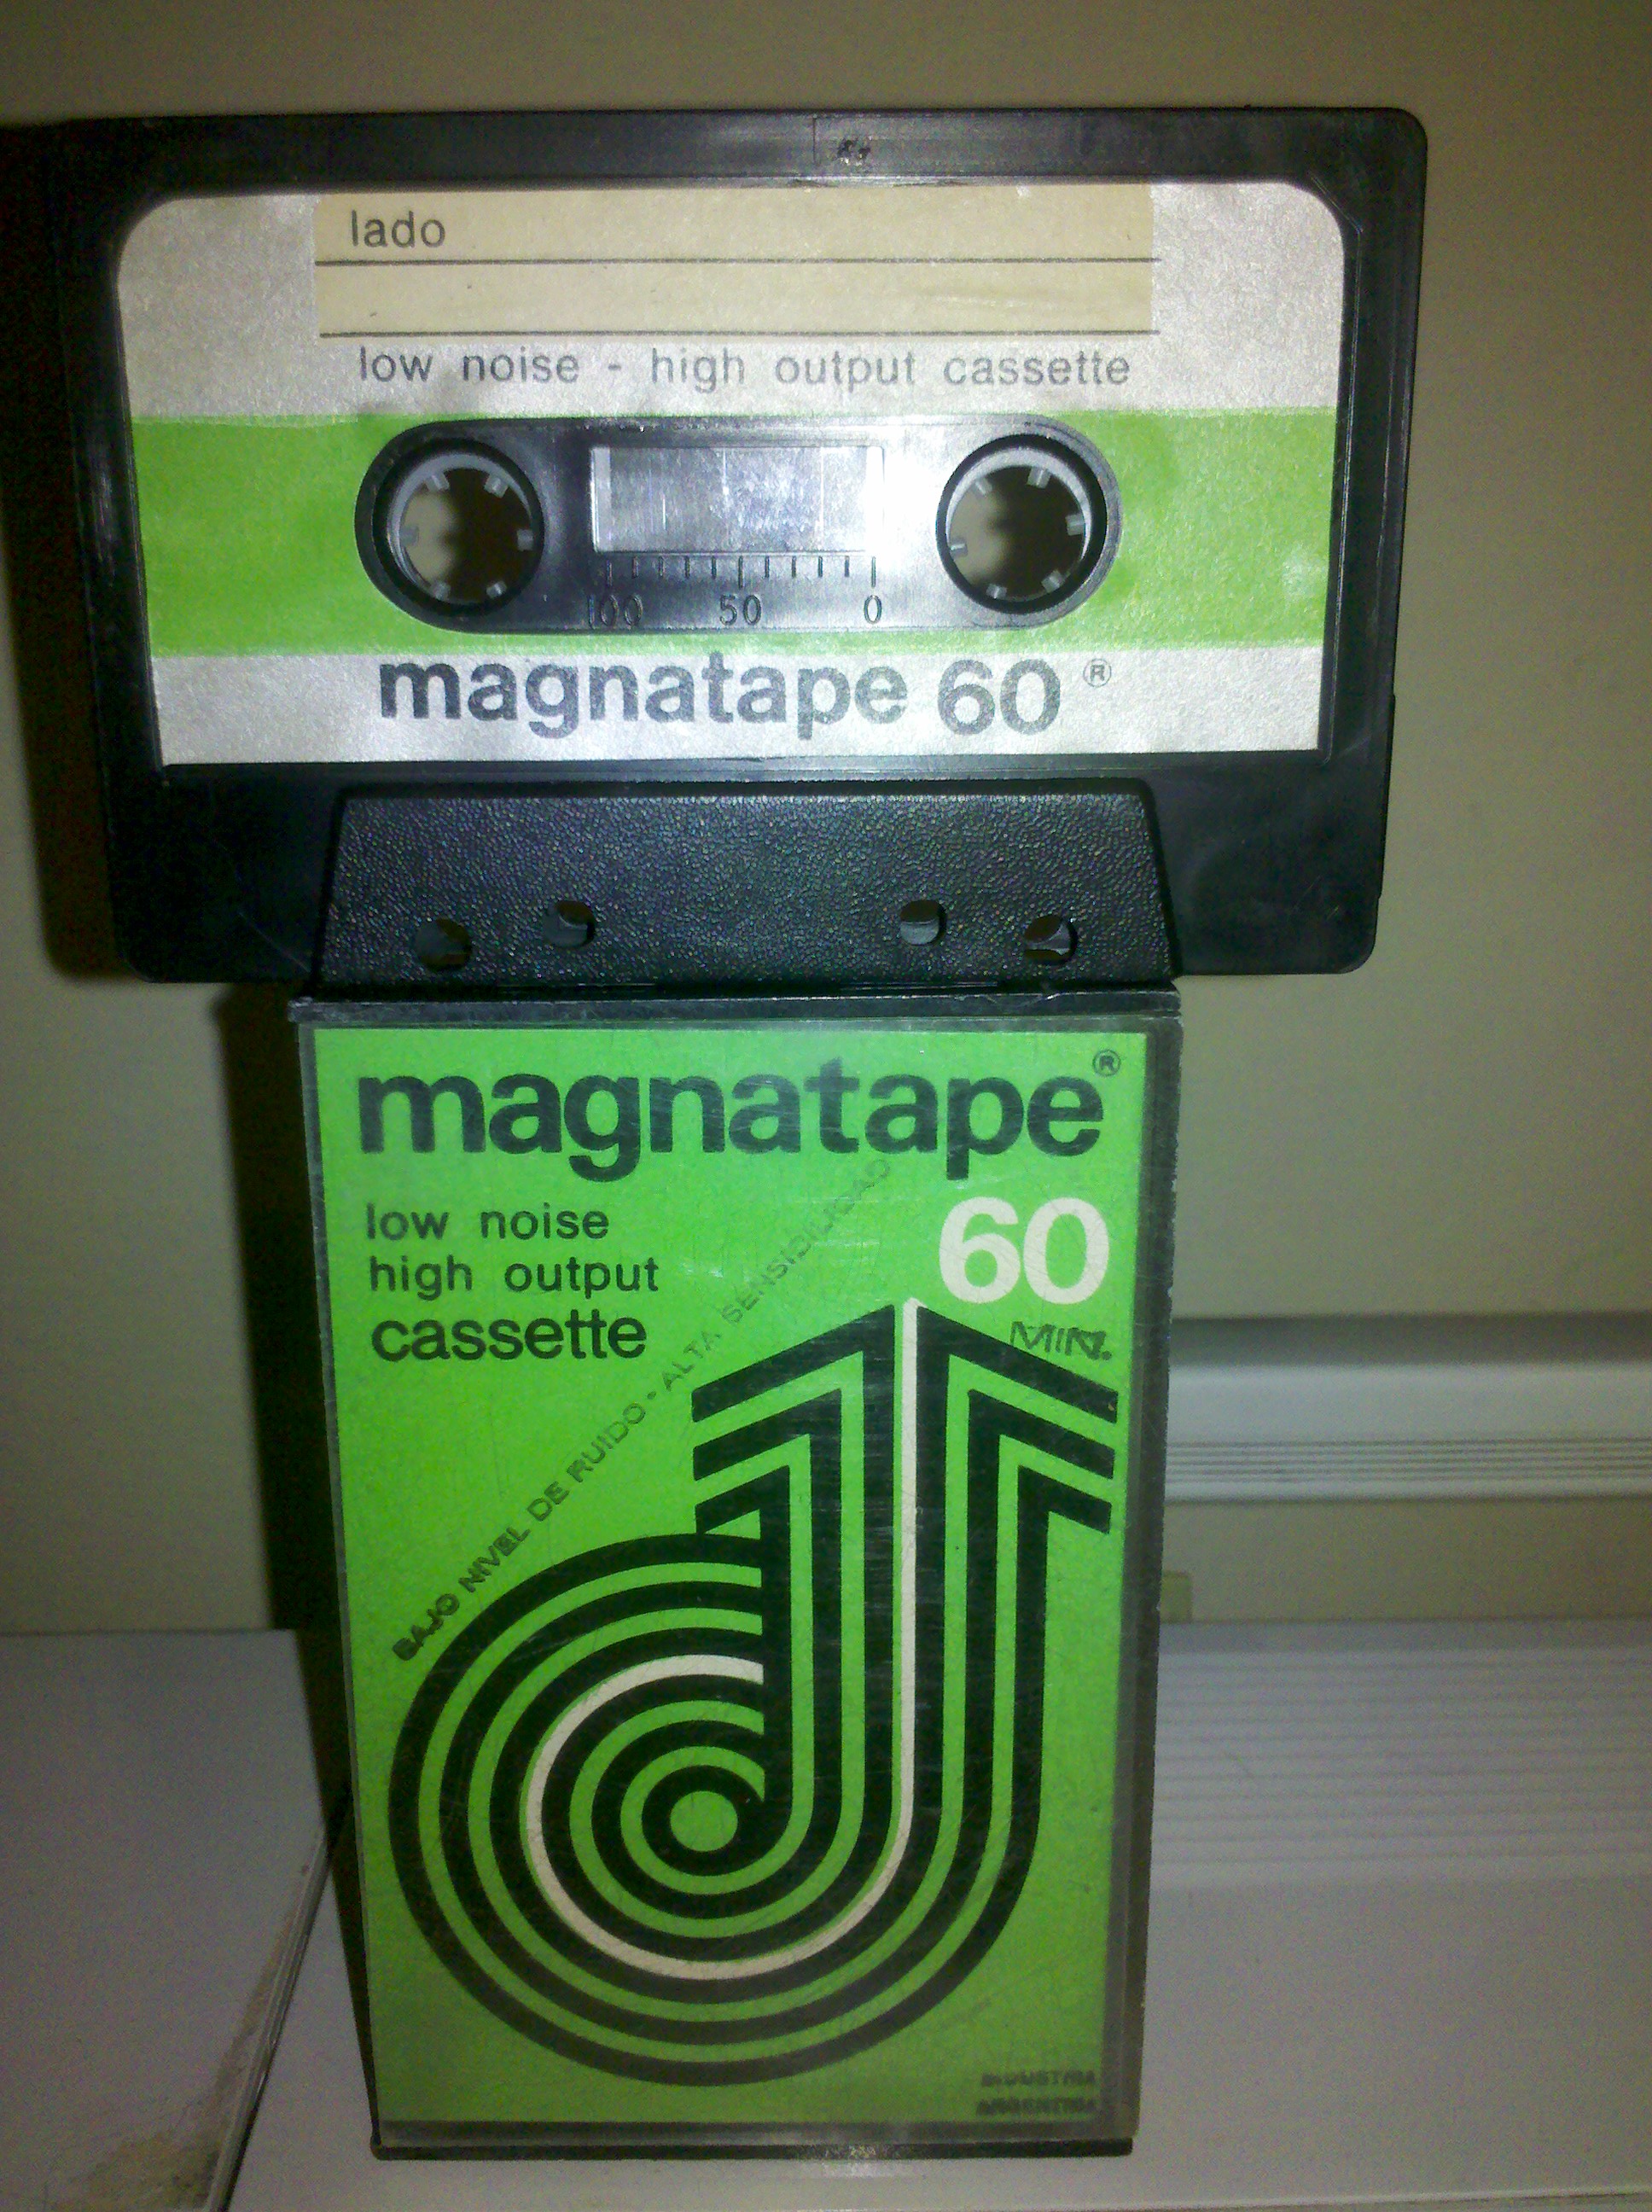 lado
low noise - high output cassette
100 50 0
magnatape 60 ®
magnatape ®
low noise
high output
cassette
60
MIN.
BAJO NIVEL DE RUIDO - ALTA SENSIBILIDAD
INDUSTRIA
ARGENTINA